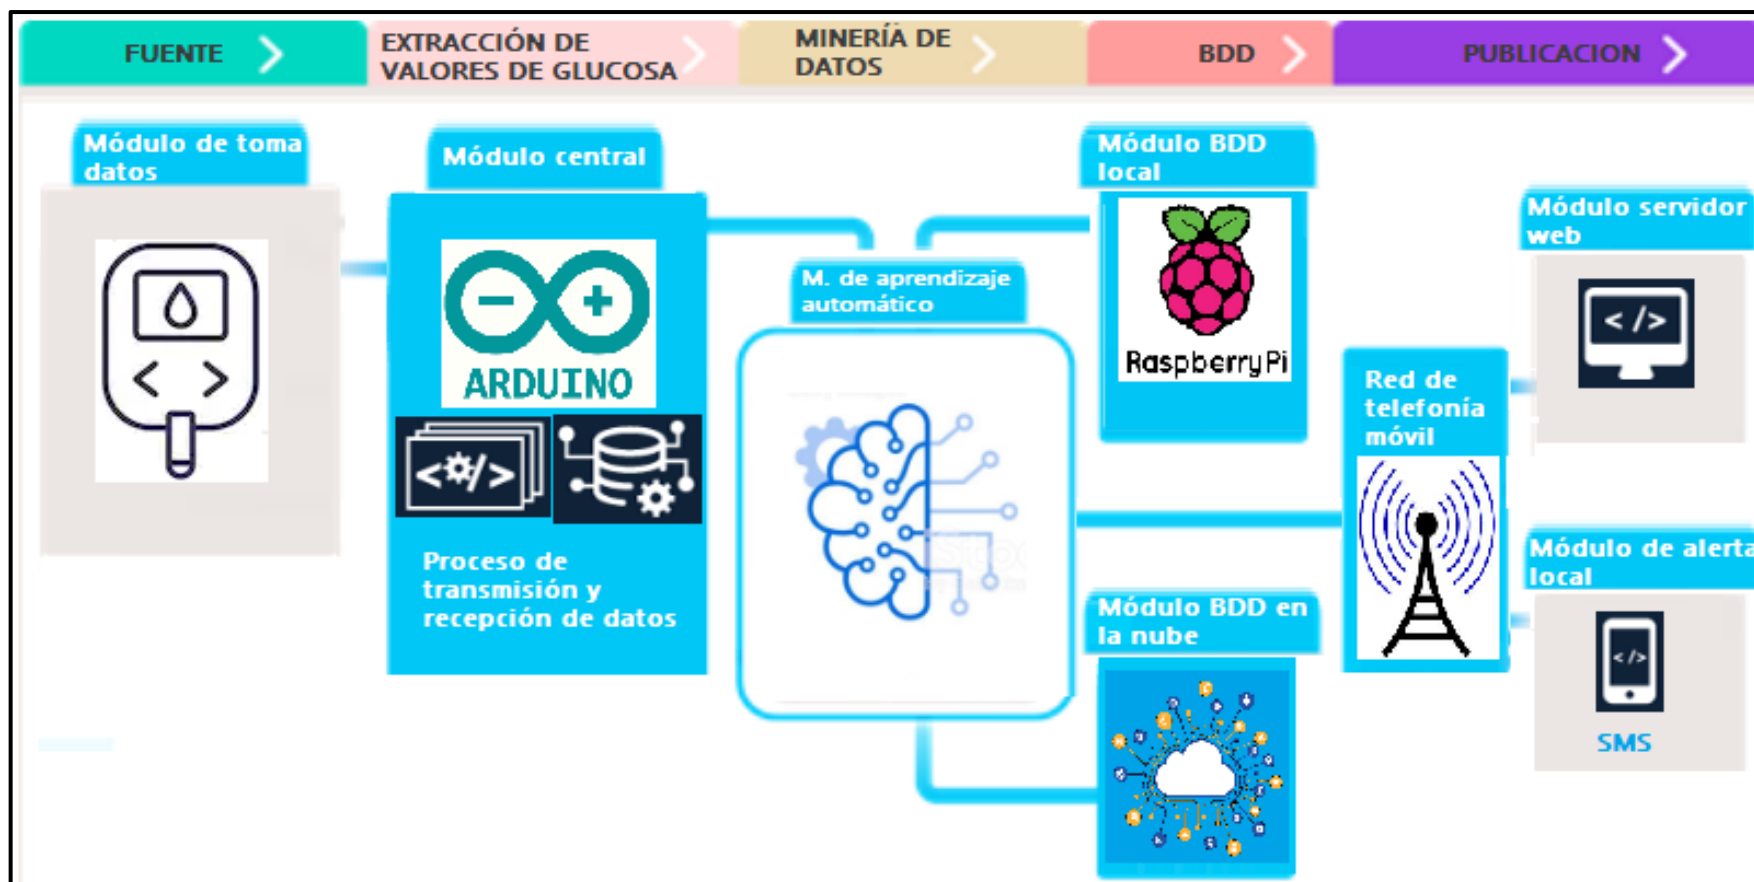 FUENTE
EXTRACCIÓN DE
VALORES DE GLUCOSA
MINERÍA DE
DATOS
BDD
PUBLICACION
Módulo de toma
datos
Módulo central
ARDUINO
Proceso de
transmisión y
recepción de datos
M. de aprendizaje
automático
Módulo BDD
local
RaspberryPi
Módulo BDD en
la nube
Red de
telefonía
móvil
Módulo servidor
web
Módulo de alerta
local
SMS